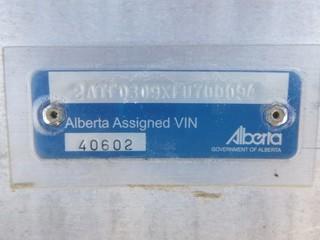 Alberta Assigned VIN
40602
Alberta
GOVERNMENT OF ALBERTA